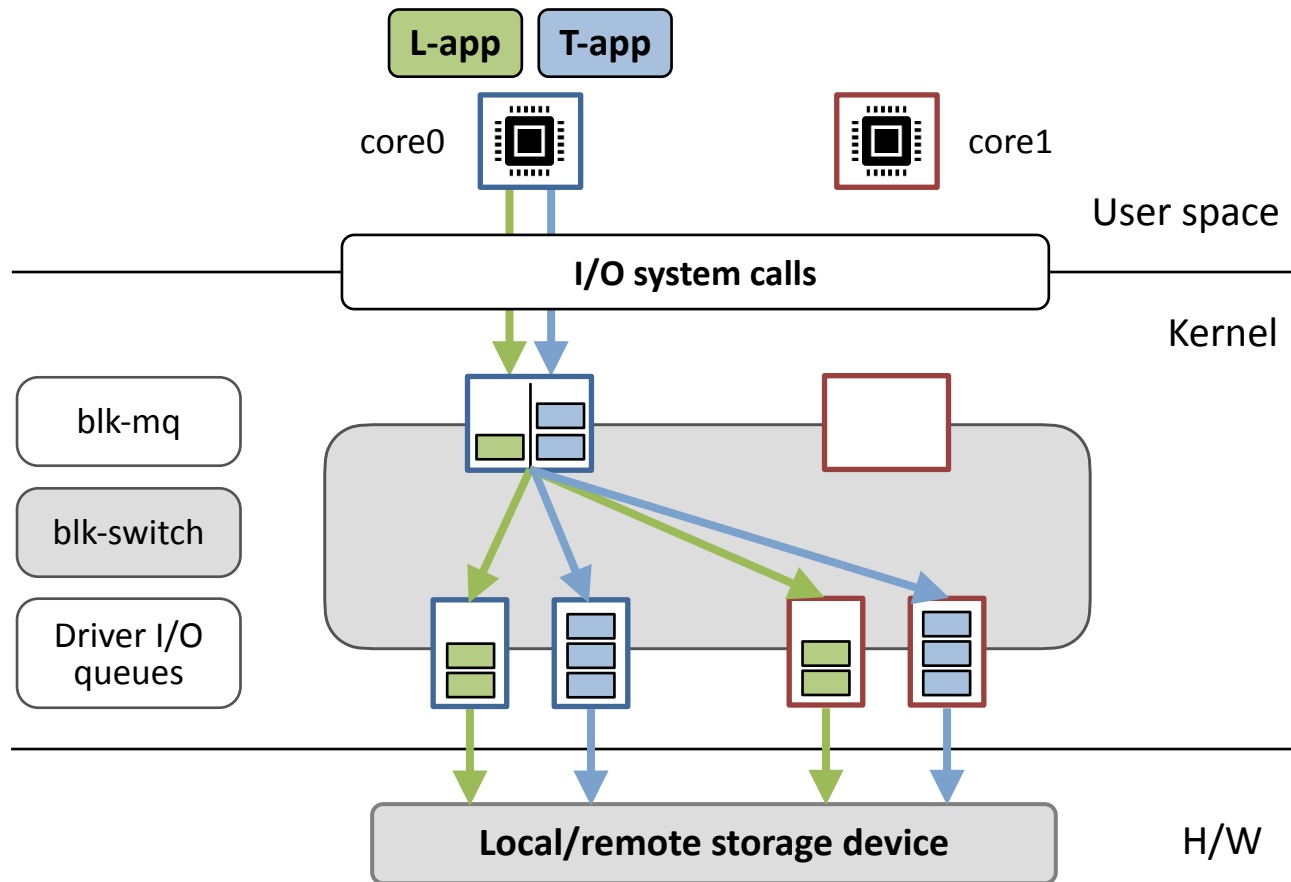 L-app
T-app
core0
core1
User space
I/O system calls
Kernel
blk-mq
blk-switch
Driver I/O
queues
Local/remote storage device
H/W